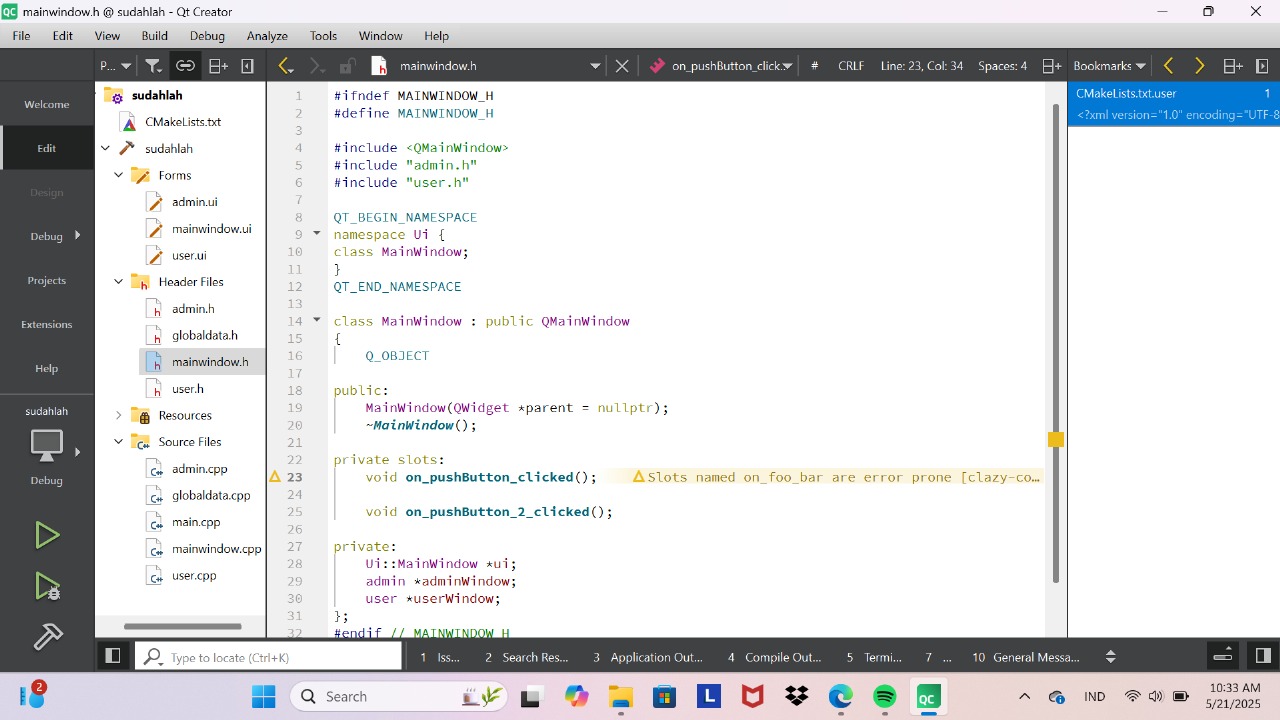 mainwindow.h @ sudahlah - Qt Creator
File Edit View Build Debug Analyze Tools Window Help
P... mainwindow.h on_pushButton_click. # CRLF Line: 23, Col: 34 Spaces: 4 Bookmarks
Welcome
Edit
Design
Debug
Projects
Extensions
Help
sudahlah
Debug
sudahlah
CMakeLists.txt
sudahlah
Forms
admin.ui
mainwindow.ui
user.ui
Header Files
admin.h
globaldata.h
mainwindow.h
user.h
Resources
Source Files
admin.cpp
globaldata.cpp
main.cpp
mainwindow.cpp
user.cpp
1 #ifndef MAINWINDOW_H
2 #define MAINWINDOW_H
3
4 #include <QMainWindow>
5 #include "admin.h"
6 #include "user.h"
7
8 QT_BEGIN_NAMESPACE
9 namespace Ui {
10 class MainWindow;
11 }
12 QT_END_NAMESPACE
13
14 class MainWindow : public QMainWindow
15 {
16 Q_OBJECT
17
18 public:
19 MainWindow(QWidget *parent = nullptr);
20 ~MainWindow();
21
22 private slots:
23 void on_pushButton_clicked(); Slots named on_foo_bar are error prone [clazy-co…
24
25 void on_pushButton_2_clicked();
26
27 private:
28 Ui::MainWindow *ui;
29 admin *adminWindow;
30 user *userWindow;
31 };
32 #endif // MAINWINDOW_H
CMakeLists.txt.user 1
<?xml version="1.0" encoding="UTF-8
Type to locate (Ctrl+K) 1 Iss... 2 Search Res... 3 Application Out... 4 Compile Out... 5 Termi... 7 ... 10 General Messa...
2 Search L QC IND 10:33 AM
5/21/2025